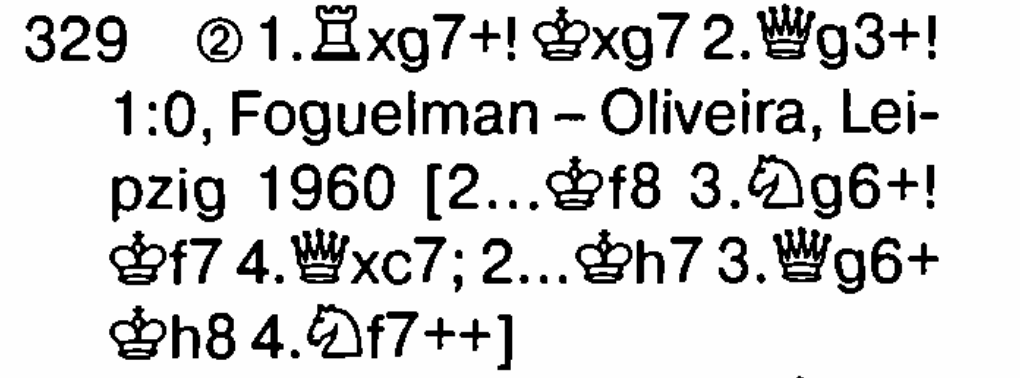 329 ② 1.♖xg7+! ♔xg7 2.♕g3+!
1:0, Foguelman – Oliveira, Lei-
pzig 1960 [2...♔f8 3.♘g6+!
♔f7 4.♕xc7; 2...♔h7 3.♕g6+
♔h8 4.♘f7++]